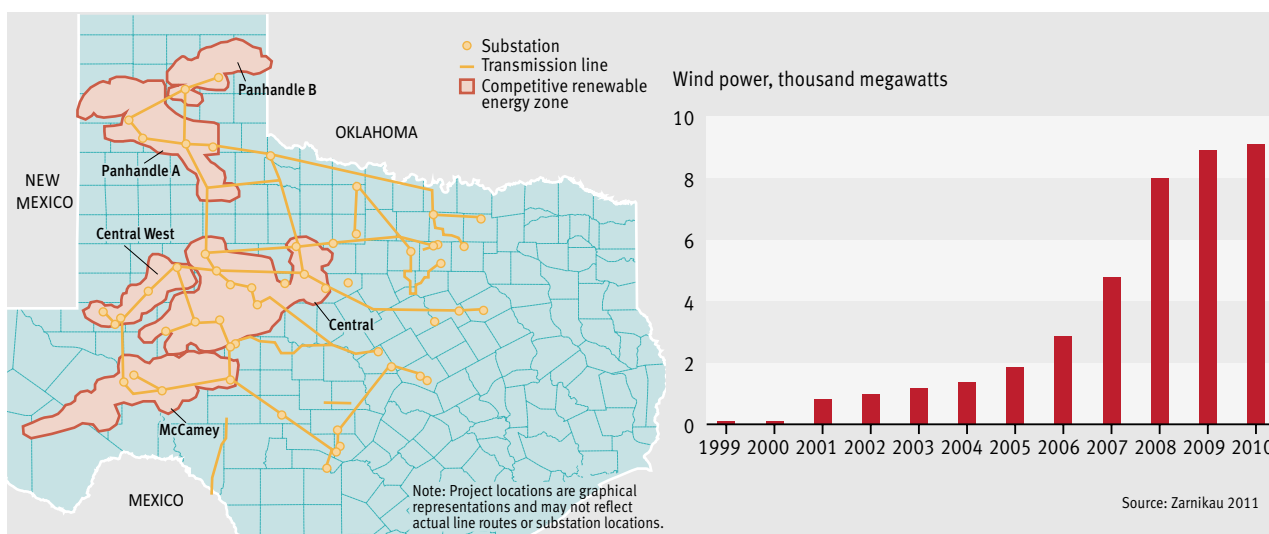 Substation
Transmission line
Competitive renewable
energy zone
Panhandle B
OKLAHOMA
Panhandle A
NEW
MEXICO
Central West
Central
McCamey
MEXICO
Note: Project locations are graphical
representations and may not reflect
actual line routes or substation locations.
Wind power, thousand megawatts
10
8
6
4
2
0
1999 2000 2001 2002 2003 2004 2005 2006 2007 2008 2009 2010
Source: Zarnikau 2011